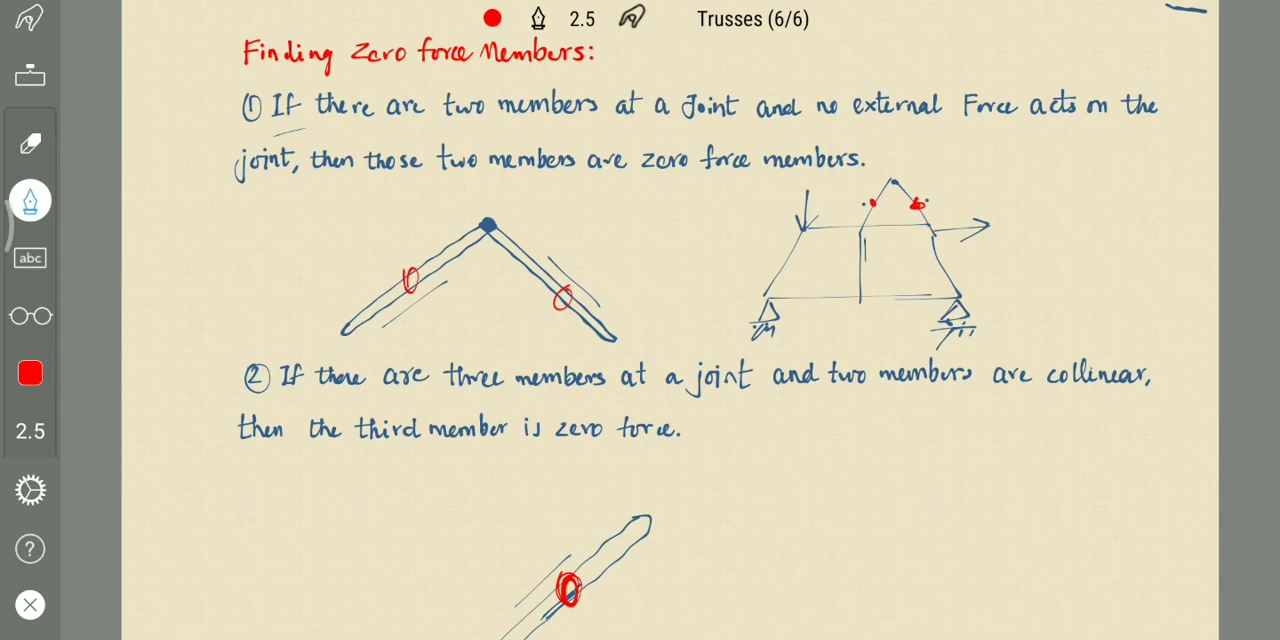 2.5 Trusses (6/6)
Finding Zero force Members:
① If there are two members at a Joint and no external Force acts on the
joint, then those two members are zero force members.
0 0
abc
② If there are three members at a joint and two members are collinear,
then the third member is zero force.
2.5
0
?